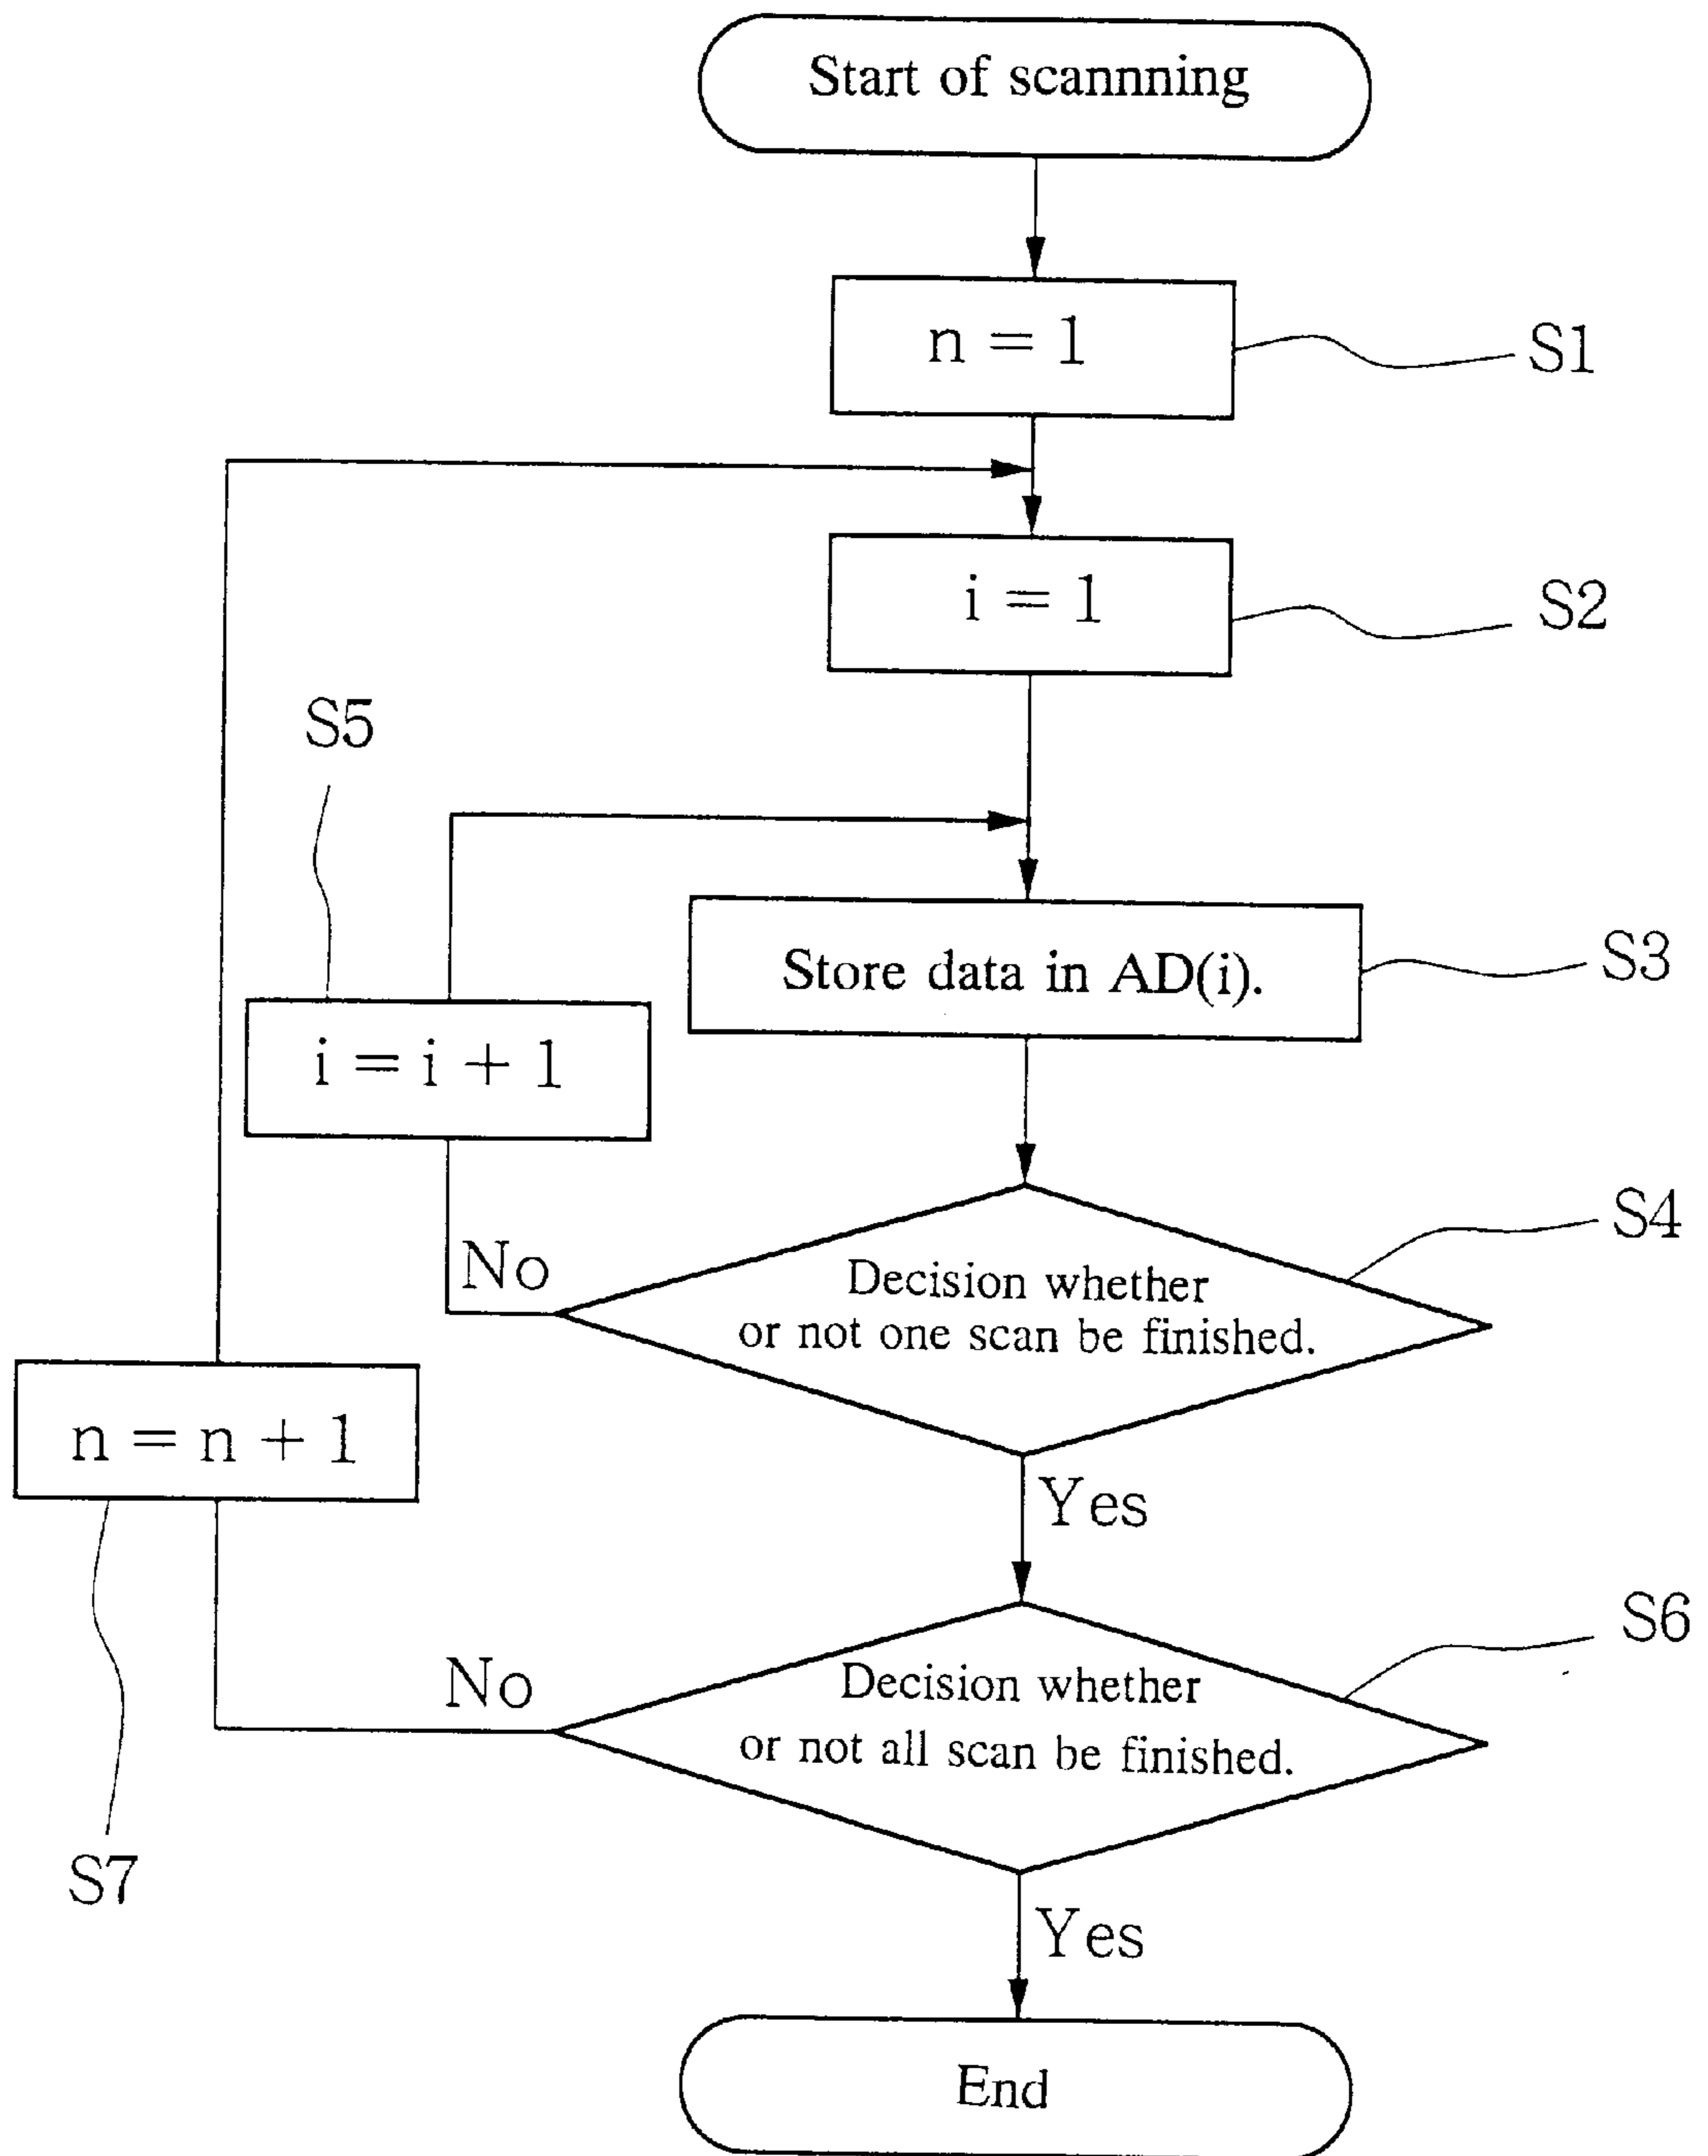 Start of scannning
n = 1
S1
i = 1
S2
S5
Store data in AD(i).
S3
i = i + 1
S4
No
Decision whether
or not one scan be finished.
n = n + 1
Yes
S6
No
Decision whether
or not all scan be finished.
S7
Yes
End